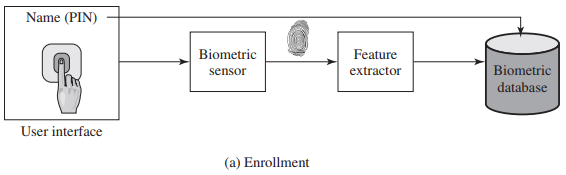 Name (PIN)
Biometric
sensor
Feature
extractor
Biometric
database
User interface
(a) Enrollment